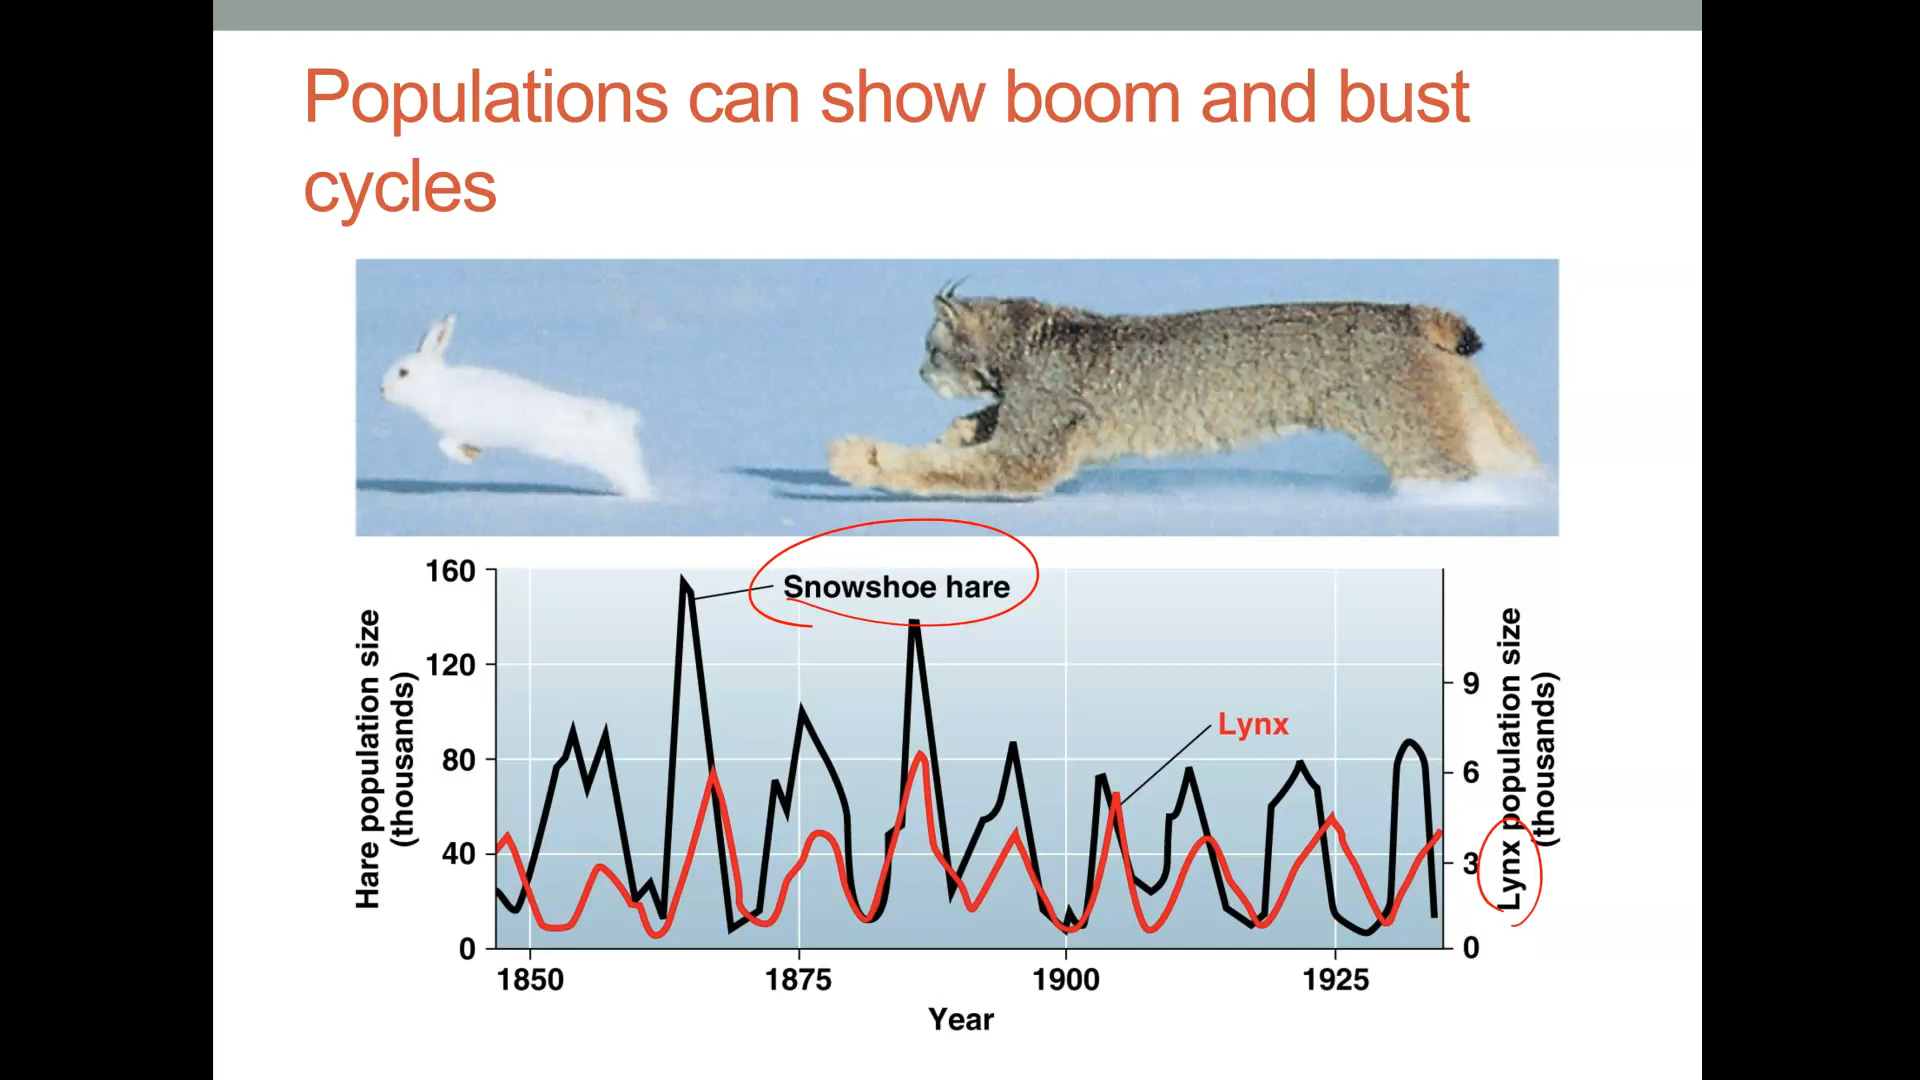 Populations can show boom and bust
cycles
Snowshoe hare
Lynx
160
120
80
40
0
Hare population size
(thousands)
9
6
3
0
Lynx population size
(thousands)
1850
1875
1900
1925
Year